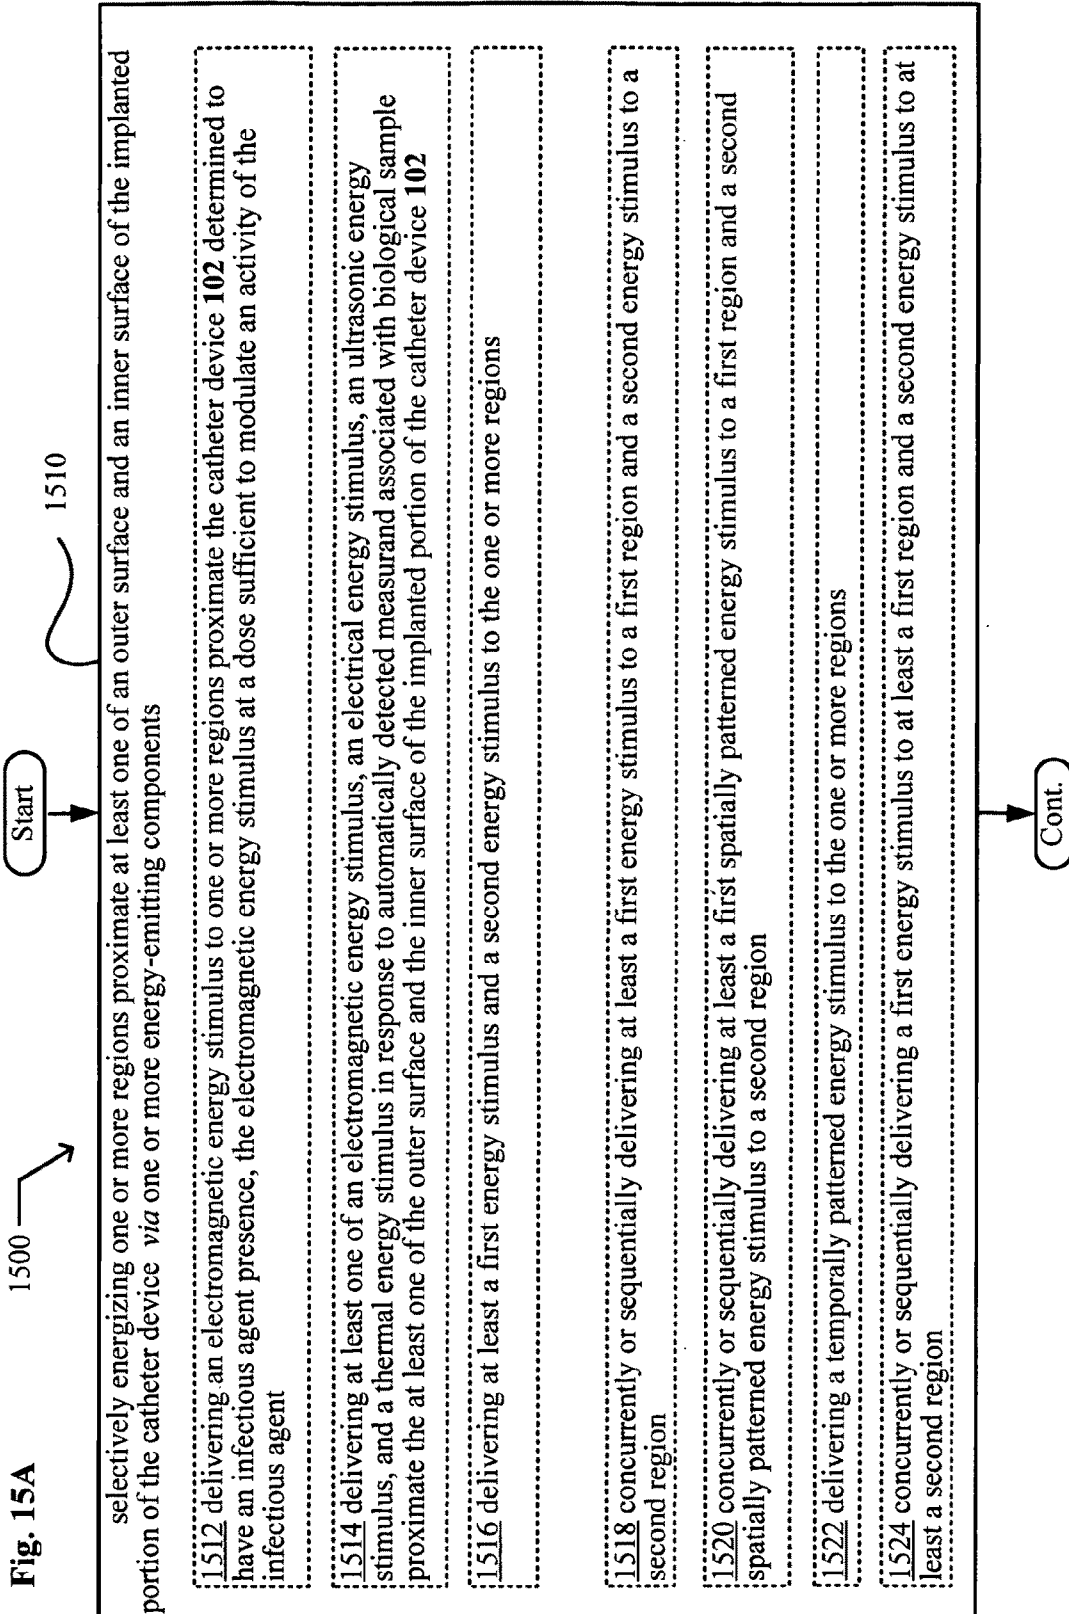 Fig. 15A
1500
Start
1510
selectively energizing one or more regions proximate at least one of an outer surface and an inner surface of the implanted
portion of the catheter device via one or more energy-emitting components
1512 delivering an electromagnetic energy stimulus to one or more regions proximate the catheter device 102 determined to
have an infectious agent presence, the electromagnetic energy stimulus at a dose sufficient to modulate an activity of the
infectious agent
1514 delivering at least one of an electromagnetic energy stimulus, an electrical energy stimulus, an ultrasonic energy
stimulus, and a thermal energy stimulus in response to automatically detected measurand associated with biological sample
proximate the at least one of the outer surface and the inner surface of the implanted portion of the catheter device 102
1516 delivering at least a first energy stimulus and a second energy stimulus to the one or more regions
1518 concurrently or sequentially delivering at least a first energy stimulus to a first region and a second energy stimulus to a
second region
1520 concurrently or sequentially delivering at least a first spatially patterned energy stimulus to a first region and a second
spatially patterned energy stimulus to a second region
1522 delivering a temporally patterned energy stimulus to the one or more regions
1524 concurrently or sequentially delivering a first energy stimulus to at least a first region and a second energy stimulus to at
least a second region
Cont.